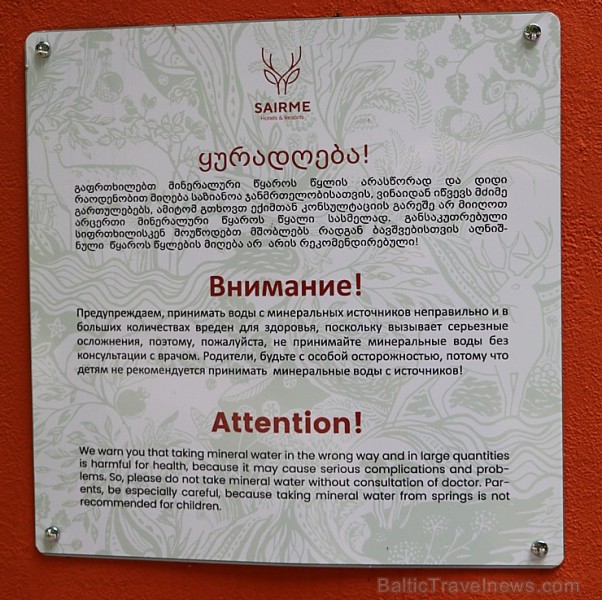 SAIRME
Hotels & Resorts
ყურადღება!
გაფრთხილებთ მინერალური წყაროს წყლის არასწორად და დიდი
რაოდენობით მიღება საზიანოა ჯანმრთელობისათვის, ვინაიდან იწვევს მძიმე
გართულებებს, ამიტომ გთხოვთ ექიმთან კონსულტაციის გარეშე არ მიიღოთ
არცერთი მინერალური წყაროს წყალი სასმელად. განსაკუთრებული
სიფრთხილისკენ მოუწოდებთ მშობლებს რადგან ბავშვებისთვის აღნიშ-
ნული წყაროს წყლების მიღება არ არის რეკომენდირებული!
Внимание!
Предупреждаем, принимать воды с минеральных источников неправильно и в
больших количествах вреден для здоровья, поскольку вызывает серьезные
осложнения, поэтому, пожалуйста, не принимайте минеральные воды без
консультации с врачом. Родители, будьте с особой осторожностью, потому что
детям не рекомендуется принимать минеральные воды с источников!
Attention!
We warn you that taking mineral water in the wrong way and in large quantities
is harmful for health, because it may cause serious complications and prob-
lems. So, please do not take mineral water without consultation of doctor. Par-
ents, be especially careful, because taking mineral water from springs is not
recommended for children.
BalticTravelnews.com